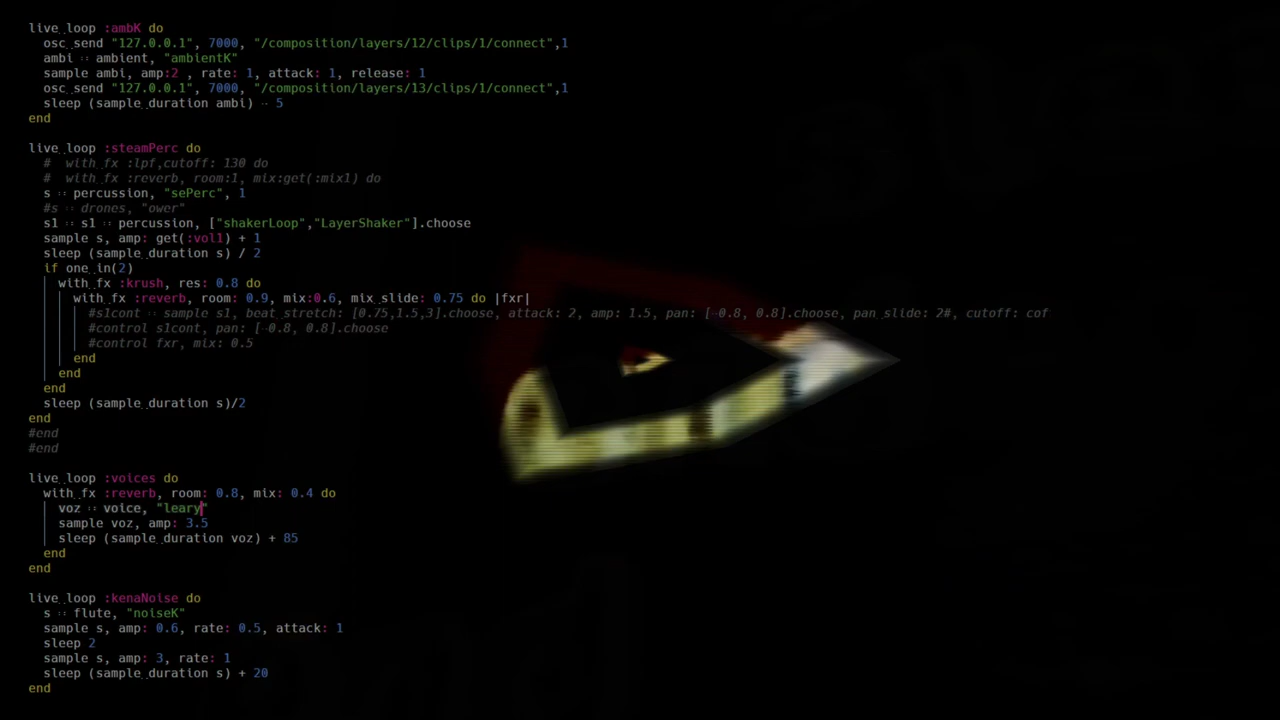 live_loop :ambK do
osc_send "127.0.0.1", 7000, "/composition/layers/12/clips/1/connect",1
ambi = ambient, "ambientK"
sample ambi, amp:2 , rate: 1, attack: 1, release: 1
osc_send "127.0.0.1", 7000, "/composition/layers/13/clips/1/connect",1
sleep (sample_duration ambi) - 5
end
live_loop :steamPerc do
#  with_fx :lpf,cutoff: 130 do
#  with_fx :reverb, room:1, mix:get(:mix1) do
s = percussion, "sePerc", 1
#s = drones, "ower"
s1 = s1 = percussion, ["shakerLoop","LayerShaker"].choose
sample s, amp: get(:vol1) + 1
sleep (sample_duration s) / 2
if one_in(2)
with_fx :krush, res: 0.8 do
with_fx :reverb, room: 0.9, mix:0.6, mix_slide: 0.75 do |fxr|
#s1cont = sample s1, beat_stretch: [0.75,1.5,3].choose, attack: 2, amp: 1.5, pan: [-0.8, 0.8].choose, pan_slide: 2#, cutoff: cof
#control s1cont, pan: [-0.8, 0.8].choose
#control fxr, mix: 0.5
end
end
end
sleep (sample_duration s)/2
end
#end
#end
live_loop :voices do
with_fx :reverb, room: 0.8, mix: 0.4 do
voz = voice, "leary"
sample voz, amp: 3.5
sleep (sample_duration voz) + 85
end
end
live_loop :kenaNoise do
s = flute, "noiseK"
sample s, amp: 0.6, rate: 0.5, attack: 1
sleep 2
sample s, amp: 3, rate: 1
sleep (sample_duration s) + 20
end